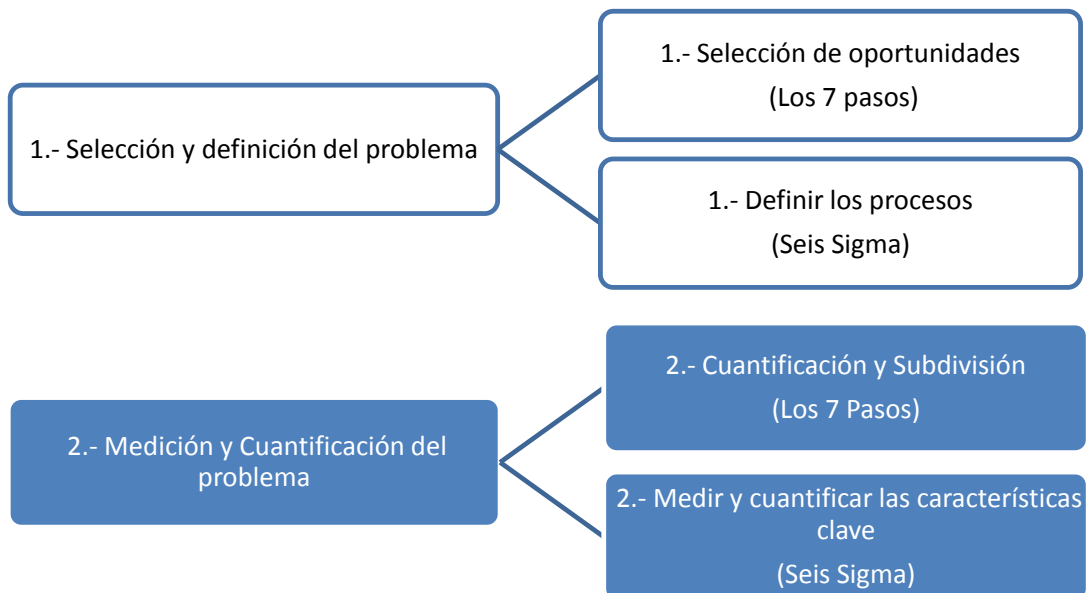 1.- Selección y definición del problema
1.- Selección de oportunidades
(Los 7 pasos)
1.- Definir los procesos
(Seis Sigma)
2.- Medición y Cuantificación del
problema
2.- Cuantificación y Subdivisión
(Los 7 Pasos)
2.- Medir y cuantificar las características
clave
(Seis Sigma)